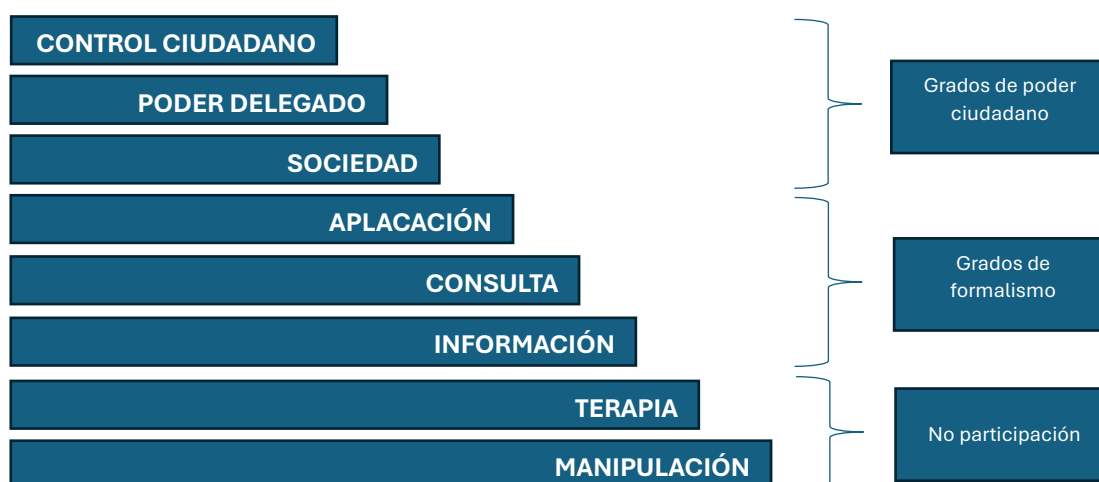 CONTROL CIUDADANO
PODER DELEGADO
SOCIEDAD
Grados de poder
ciudadano
APLACACIÓN
CONSULTA
INFORMACIÓN
Grados de
formalismo
TERAPIA
MANIPULACIÓN
No participación